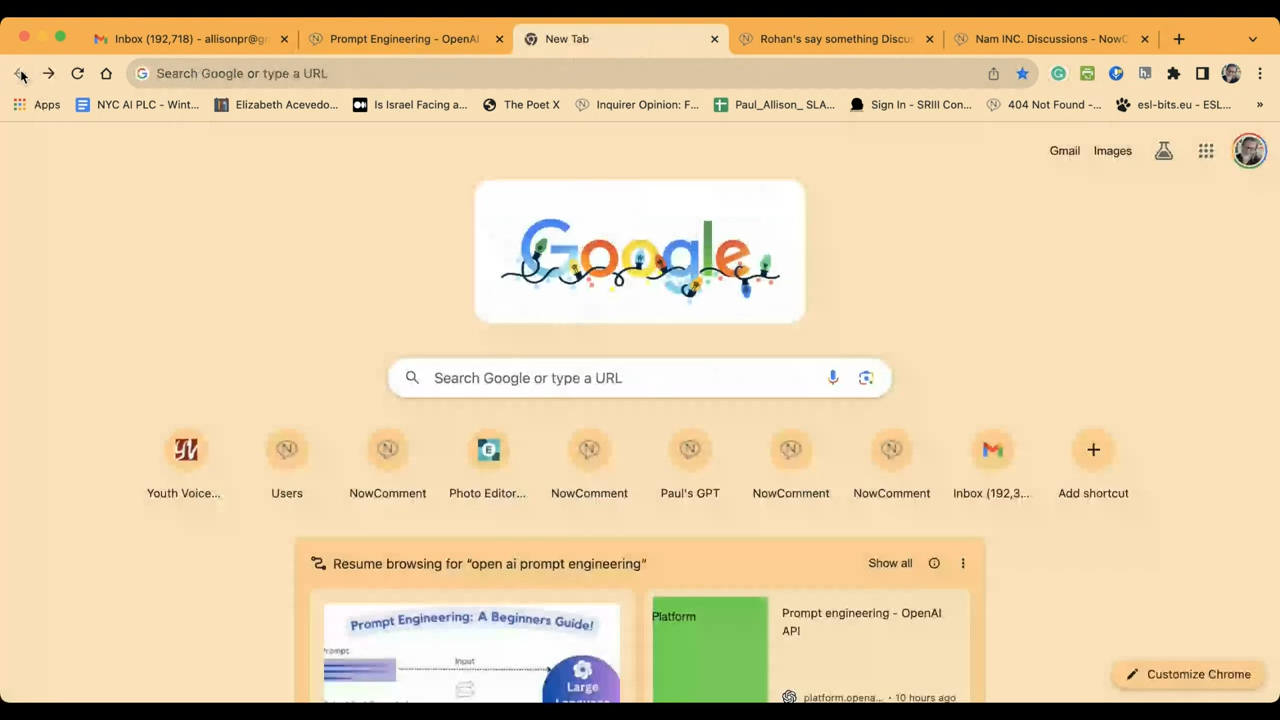 Inbox (192,718) - allisonpr@g
Prompt Engineering - OpenAI
New Tab
Rohan's say something Discus
Nam INC. Discussions - NowC
Search Google or type a URL
Apps
NYC AI PLC - Wint...
Elizabeth Acevedo...
Is Israel Facing a...
The Poet X
Inquirer Opinion: F...
Paul_Allison_ SLA...
Sign In - SRIII Con...
404 Not Found -...
esl-bits.eu - ESL...
»
Gmail
Images
Google
Search Google or type a URL
Youth Voice...
Users
NowComment
Photo Editor...
NowComment
Paul's GPT
NowComment
NowComment
Inbox (192,3...
Add shortcut
Resume browsing for “open ai prompt engineering”
Show all
Prompt Engineering: A Beginners Guide!
Prompt
Input
Large
Platform
Prompt engineering - OpenAI
API
platform.opena... • 10 hours ago
Customize Chrome